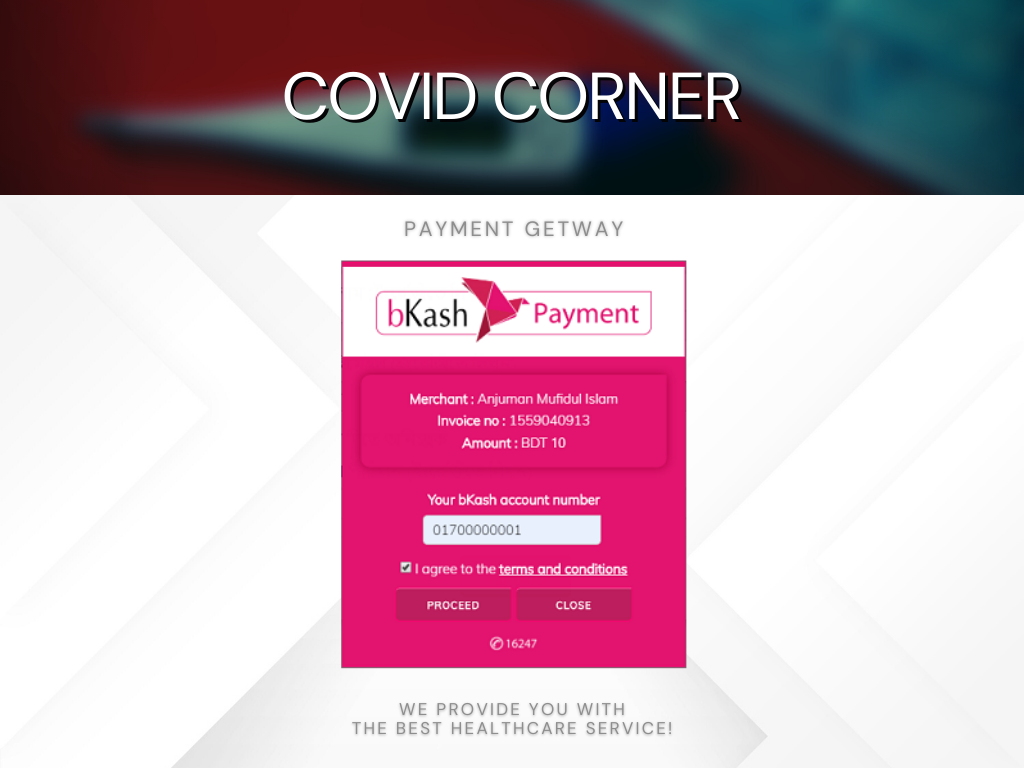 COVID CORNER
PAYMENT GETWAY
bKash Payment
Merchant : Anjuman Mufidul Islam
Invoice no : 1559040913
Amount : BDT 10
Your bKash account number
01700000001
I agree to the terms and conditions
PROCEED CLOSE
16247
WE PROVIDE YOU WITH
THE BEST HEALTHCARE SERVICE!